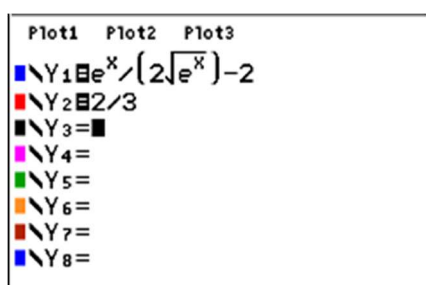 Plot1 Plot2 Plot3
\Y₁=e^X/(2√(e^X))-2
\Y₂=2/3
\Y₃=
\Y₄=
\Y₅=
\Y₆=
\Y₇=
\Y₈=